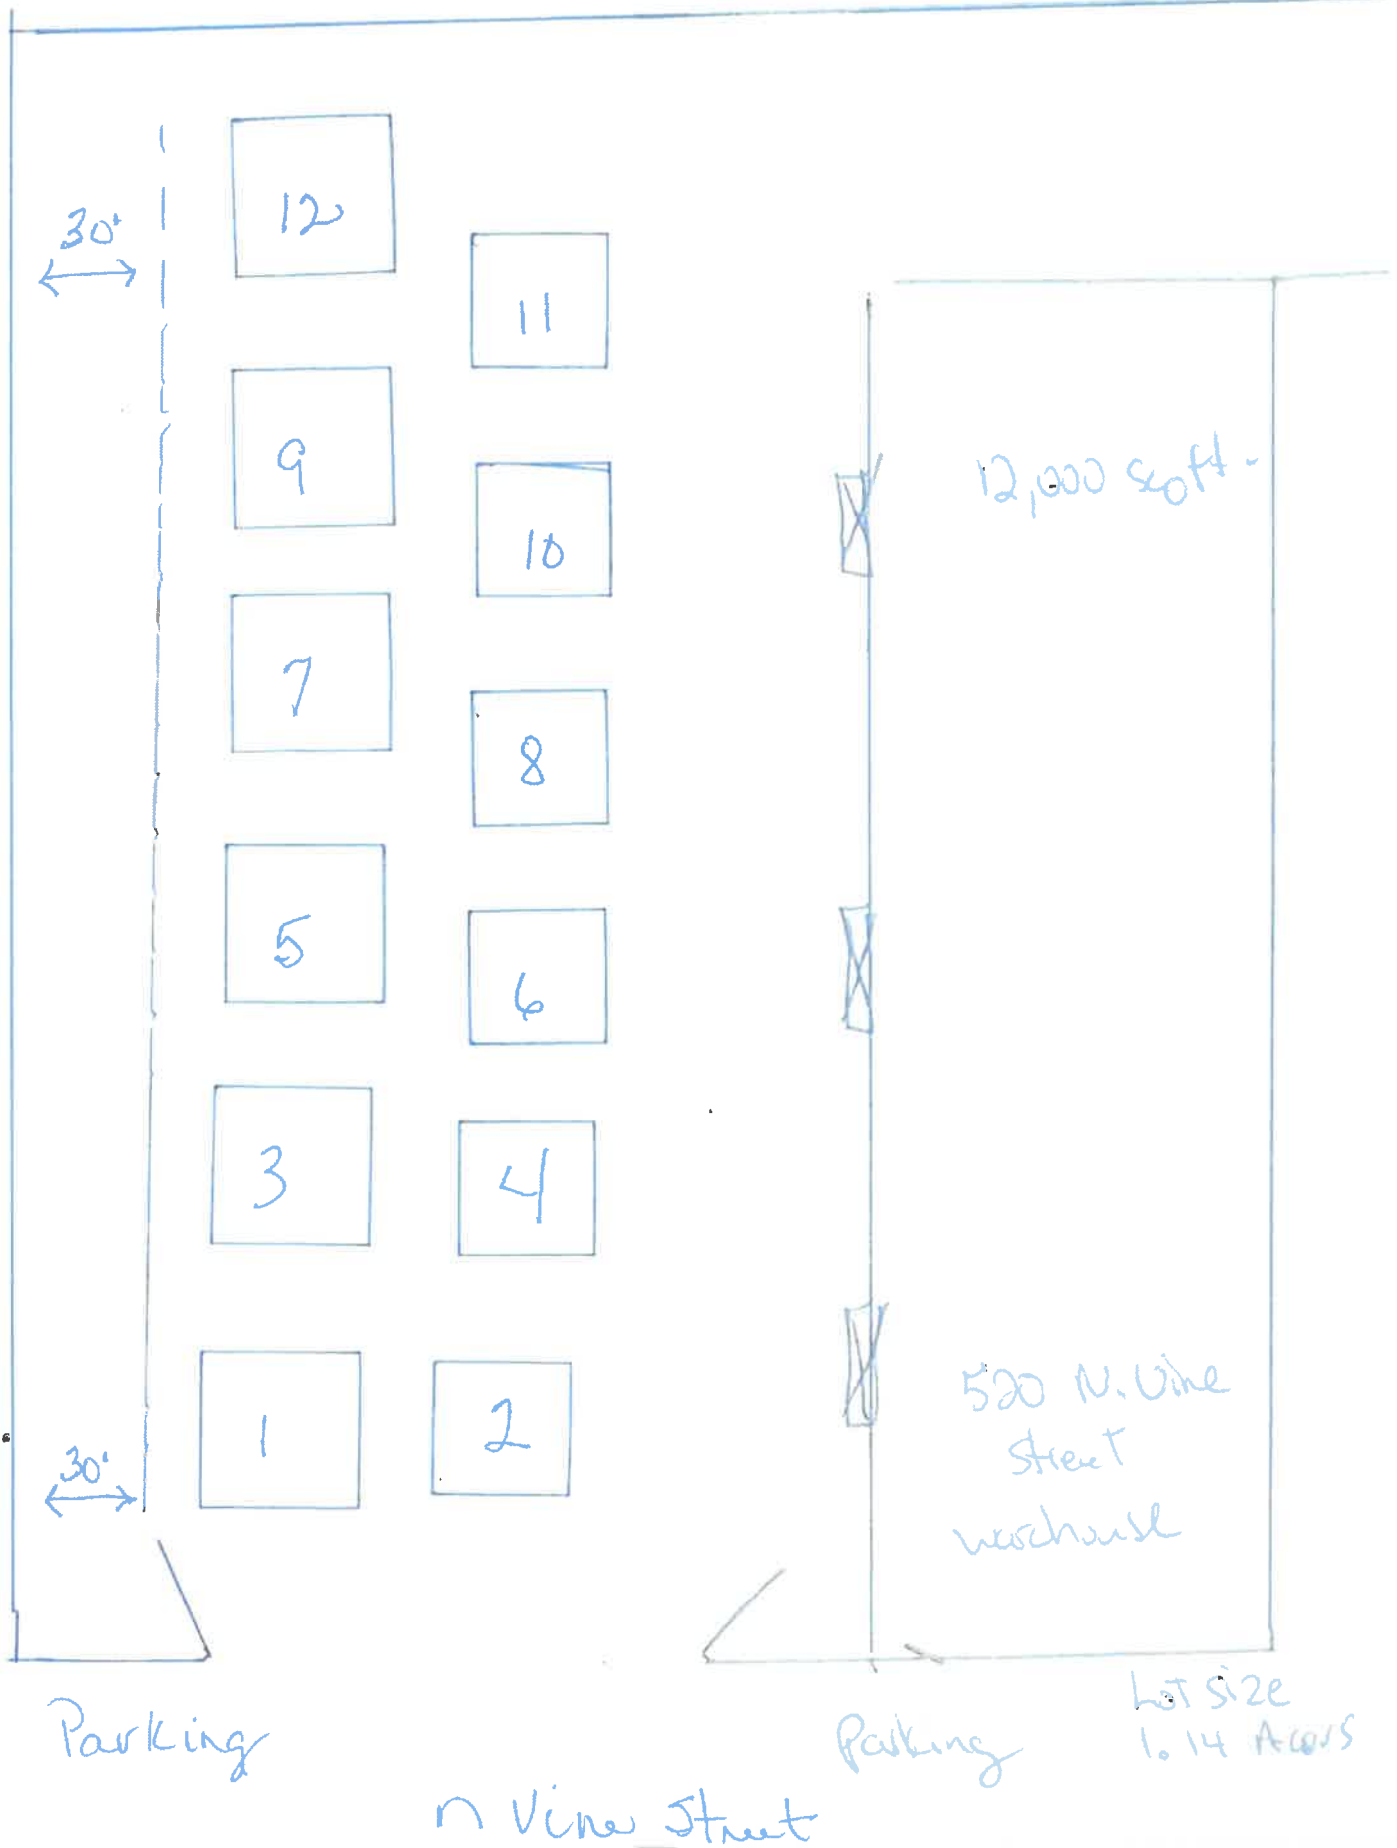 12
30'
11
9
12,000 sqft.
10
7
8
5
6
3
4
520 N. Vine
Street
warehouse
1
2
30'
Lot size
1.14 Acers
Parking
Parking
n Vine Street